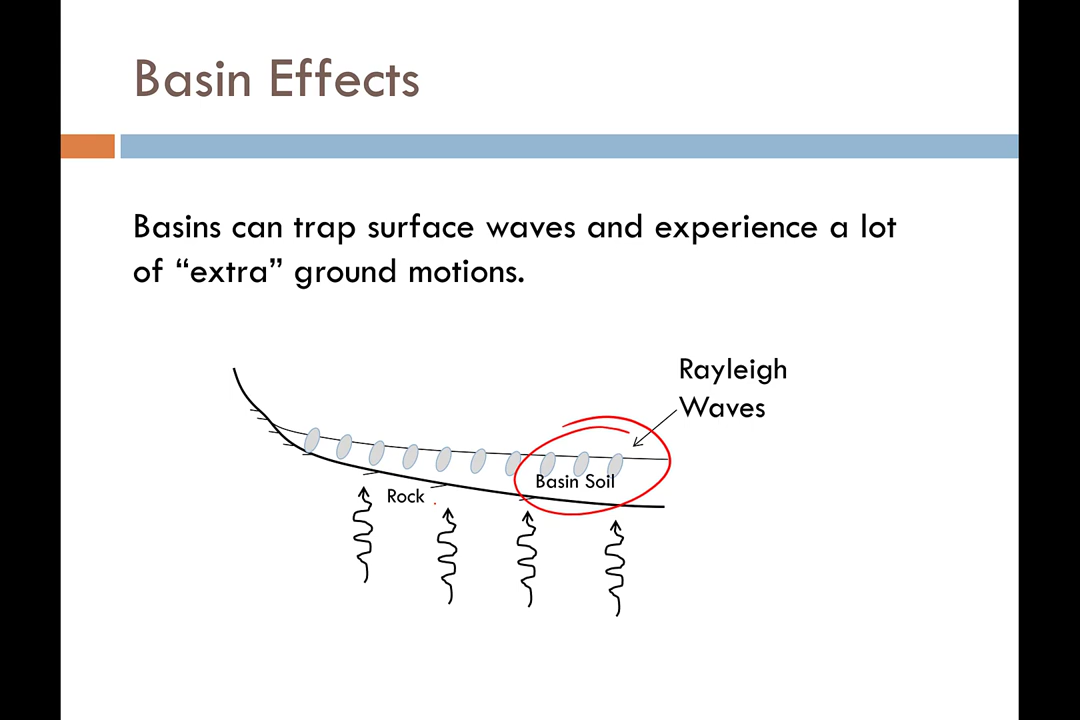 Basin Effects
Basins can trap surface waves and experience a lot
of “extra” ground motions.
Rayleigh
Waves
Basin Soil
Rock